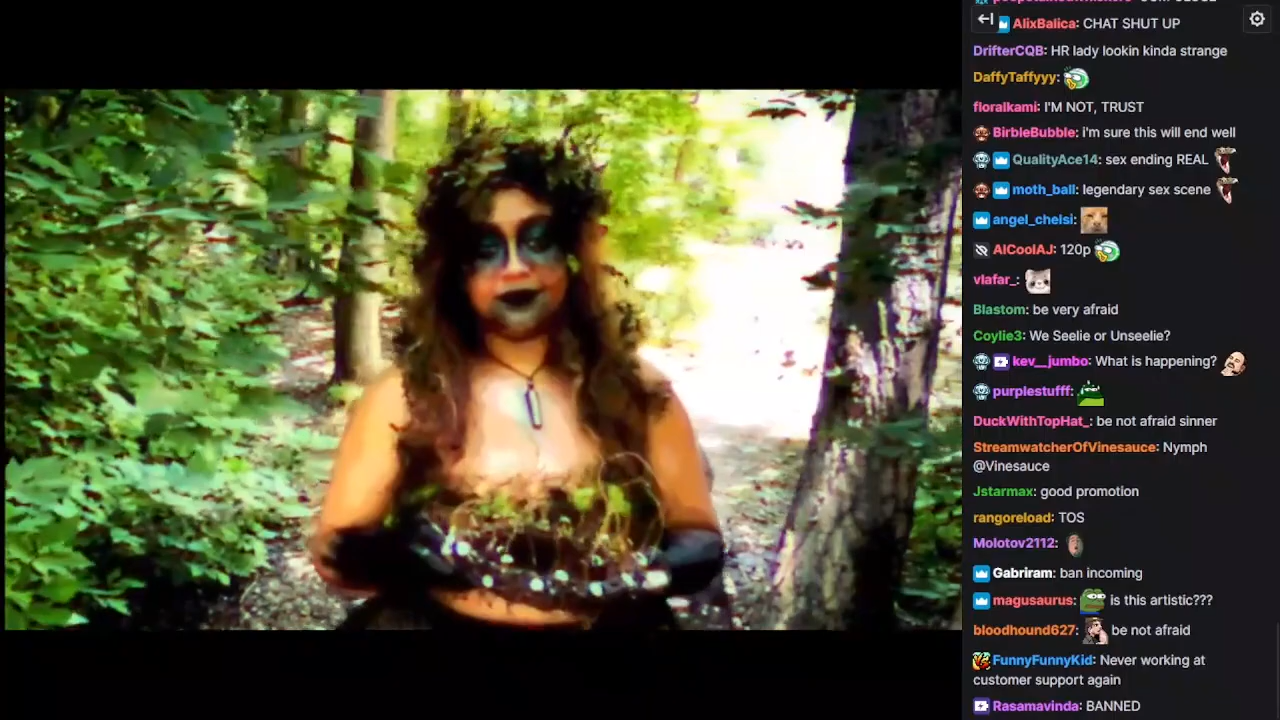 AlixBalica: CHAT SHUT UP
DrifterCQB: HR lady lookin kinda strange
DaffyTaffyyy:
floralkami: I'M NOT, TRUST
BirbleBubble: i'm sure this will end well
QualityAce14: sex ending REAL
moth_ball: legendary sex scene
angel_chelsi:
AlCoolAJ: 120p
vlafar_:
Blastom: be very afraid
Coylie3: We Seelie or Unseelie?
kev__jumbo: What is happening?
purplestufff:
DuckWithTopHat_: be not afraid sinner
StreamwatcherOfVinesauce: Nymph
@Vinesauce
Jstarmax: good promotion
rangoreload: TOS
Molotov2112:
Gabriram: ban incoming
magusaurus: is this artistic???
bloodhound627: be not afraid
FunnyFunnyKid: Never working at
customer support again
Rasamavinda: BANNED